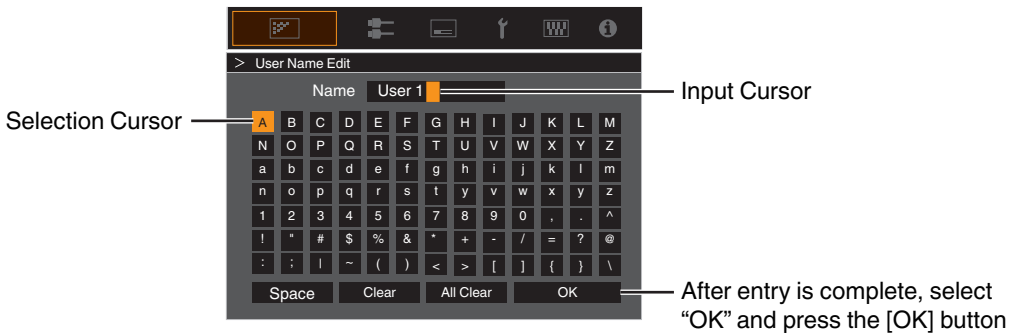 > User Name Edit
Name User 1
Input Cursor
Selection Cursor
A B C D E F G H I J K L M
N O P Q R S T U V W X Y Z
a b c d e f g h i j k l m
n o p q r s t y v w x y z
1 2 3 4 5 6 7 8 9 0 , . ^
! " # $ % & * + - / = ? @
: ; | ~ ( ) < > [ ] { } \
Space Clear All Clear OK
After entry is complete, select
“OK” and press the [OK] button